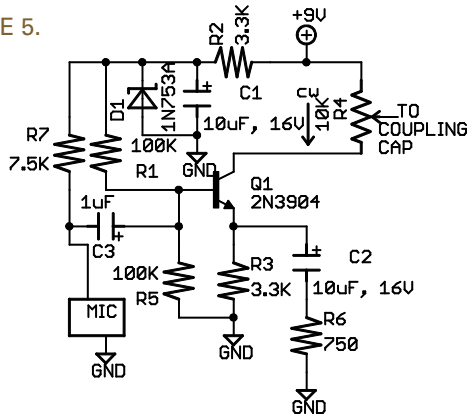 E 5.
+9V
R2
3.3K
D1
1N753A
C1
10uF, 16V
GND
cw
10K
R4
TO
COUPLING
CAP
R7
7.5K
100K
R1
Q1
2N3904
1uF
+
C3
100K
R5
R3
3.3K
+
C2
10uF, 16V
MIC
GND
GND
R6
750
GND
+